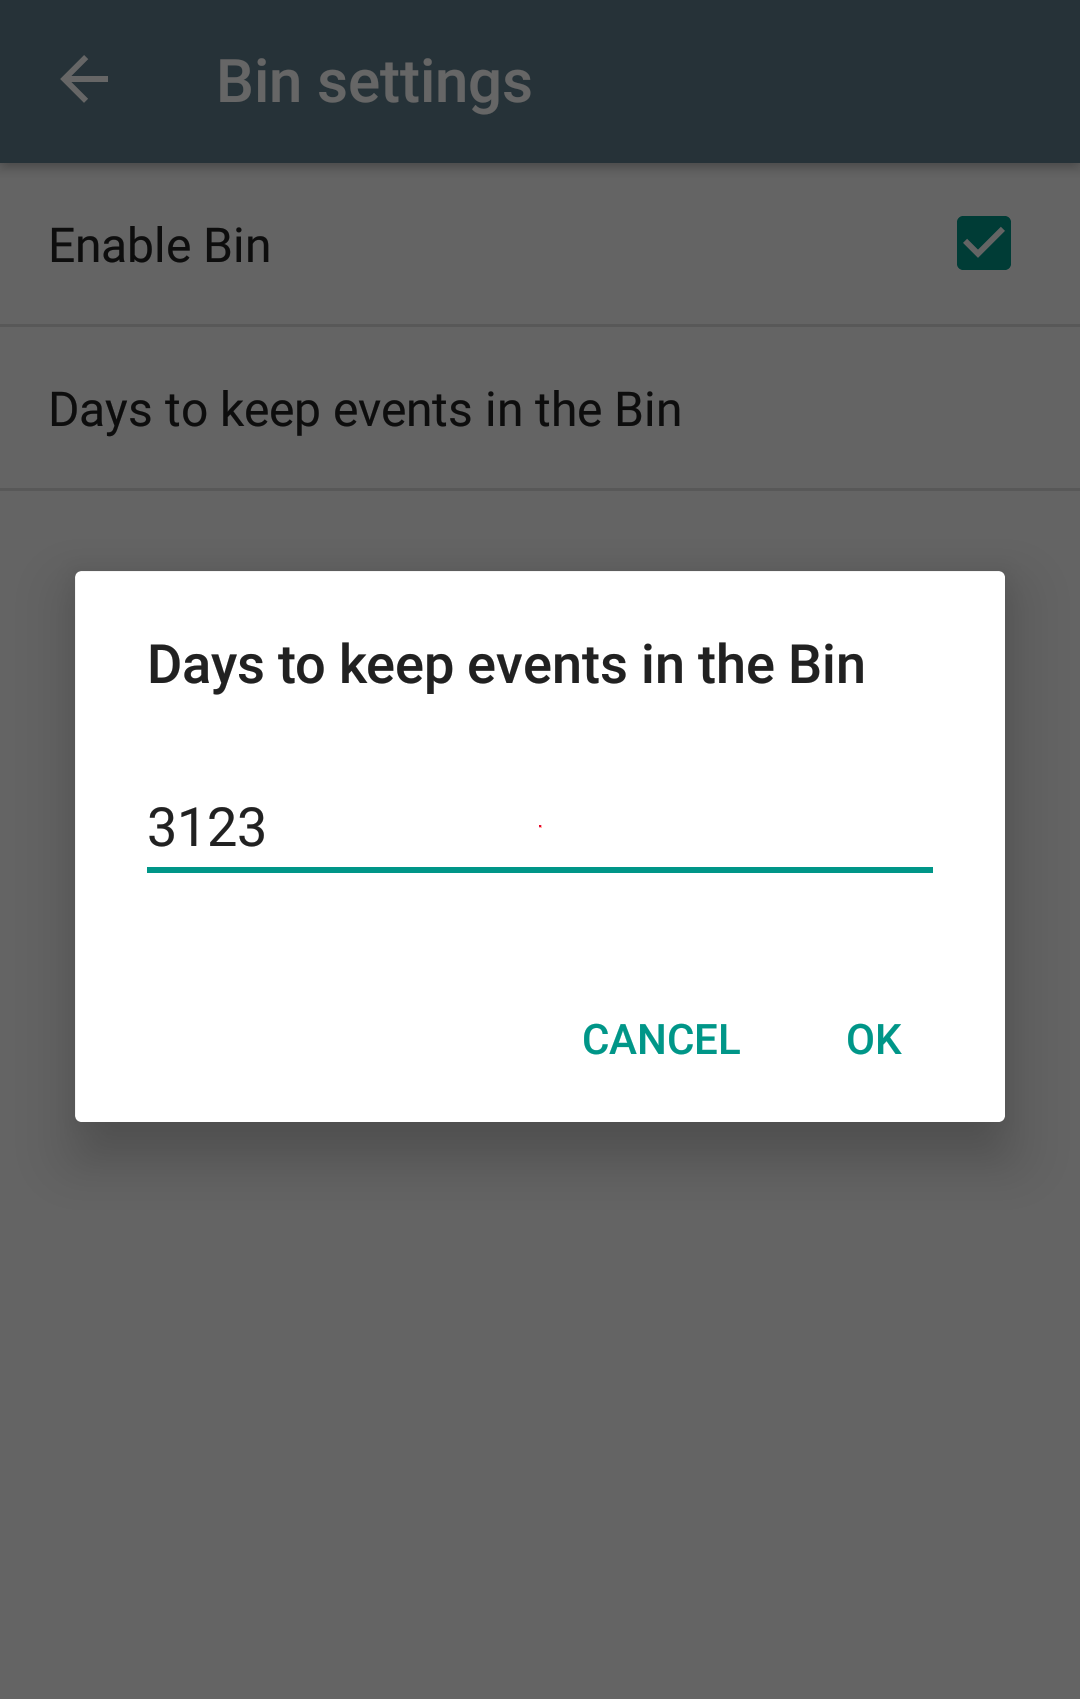 Bin settings
Enable Bin
Days to keep events in the Bin
Days to keep events in the Bin
3123
CANCEL OK